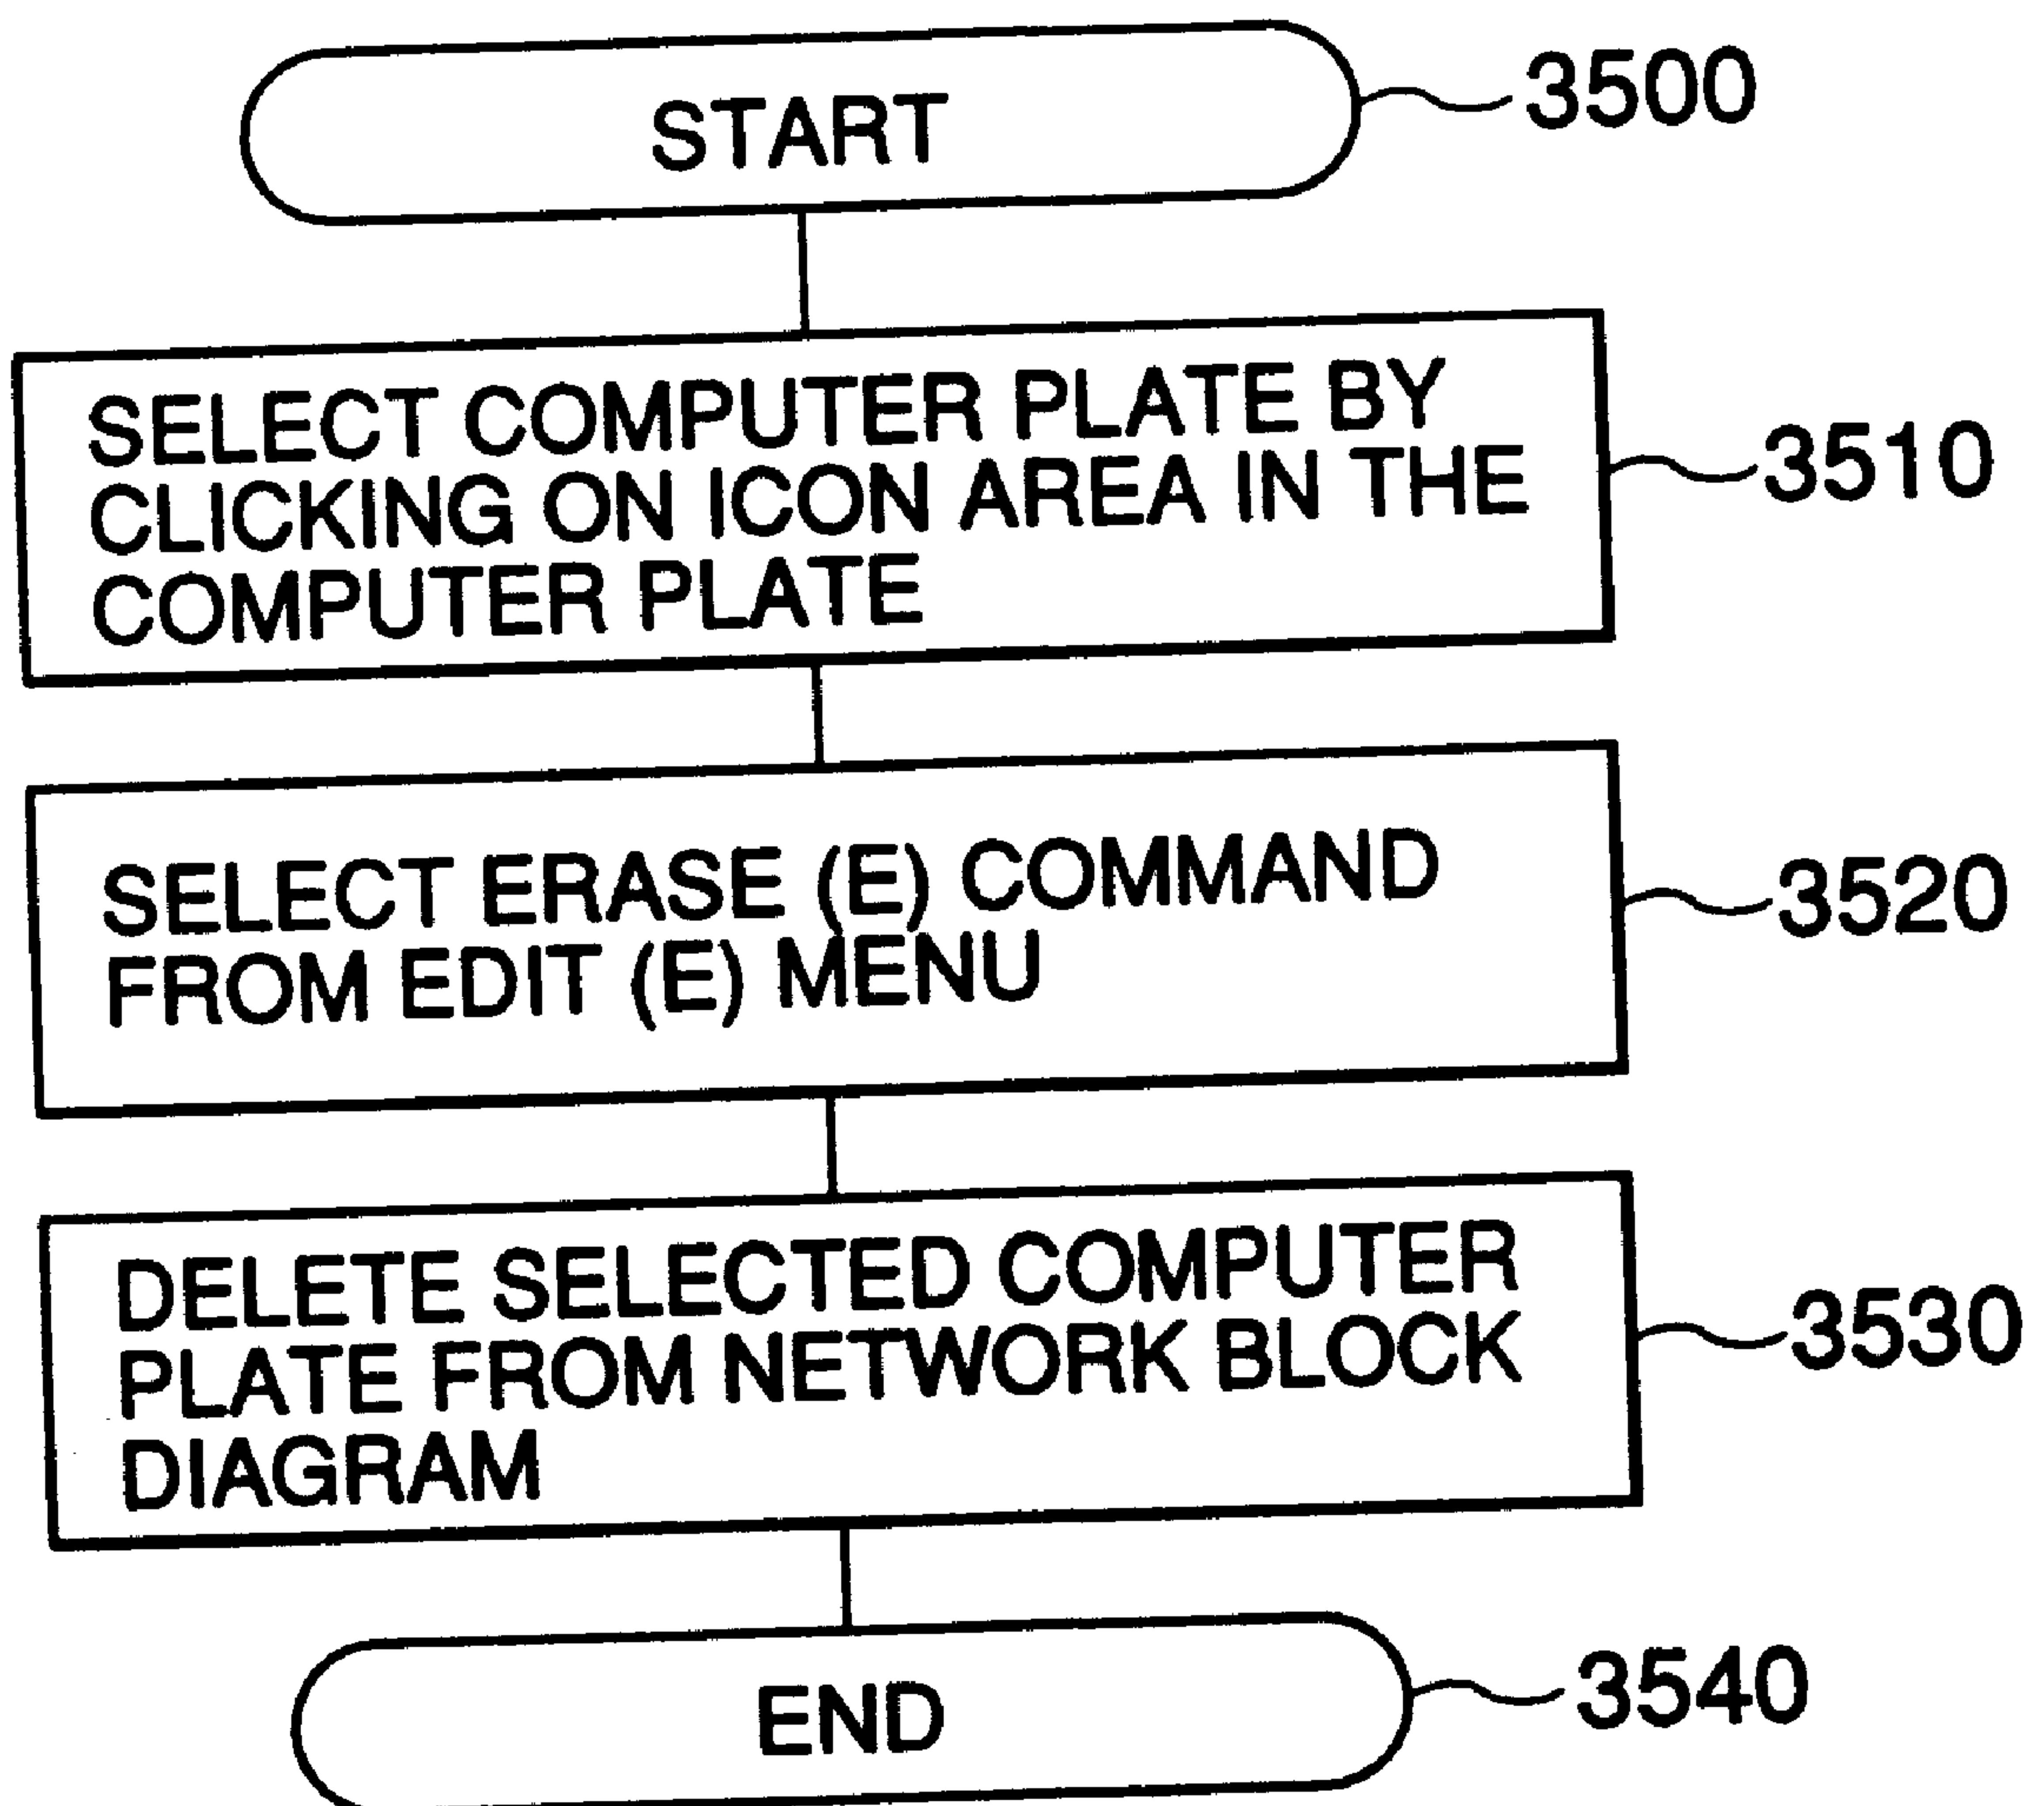 START
3500
SELECT COMPUTER PLATE BY
CLICKING ON ICON AREA IN THE
COMPUTER PLATE
3510
SELECT ERASE (E) COMMAND
FROM EDIT (E) MENU
3520
DELETE SELECTED COMPUTER
PLATE FROM NETWORK BLOCK
DIAGRAM
3530
END
3540